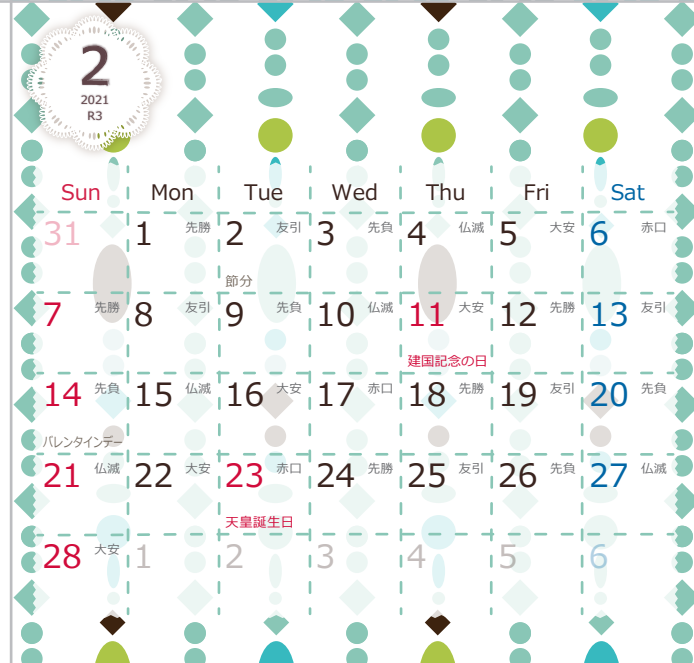 2
2021
R3
Sun Mon Tue Wed Thu Fri Sat
31 1 先勝 2 友引 3 先負 4 仏滅 5 大安 6 赤口
節分
7 先勝 8 友引 9 先負 10 仏滅 11 大安 12 先勝 13 友引
建国記念の日
14 先負 15 仏滅 16 大安 17 赤口 18 先勝 19 友引 20 先負
バレンタインデー
21 仏滅 22 大安 23 赤口 24 先勝 25 友引 26 先負 27 仏滅
天皇誕生日
28 大安 1 2 3 4 5 6